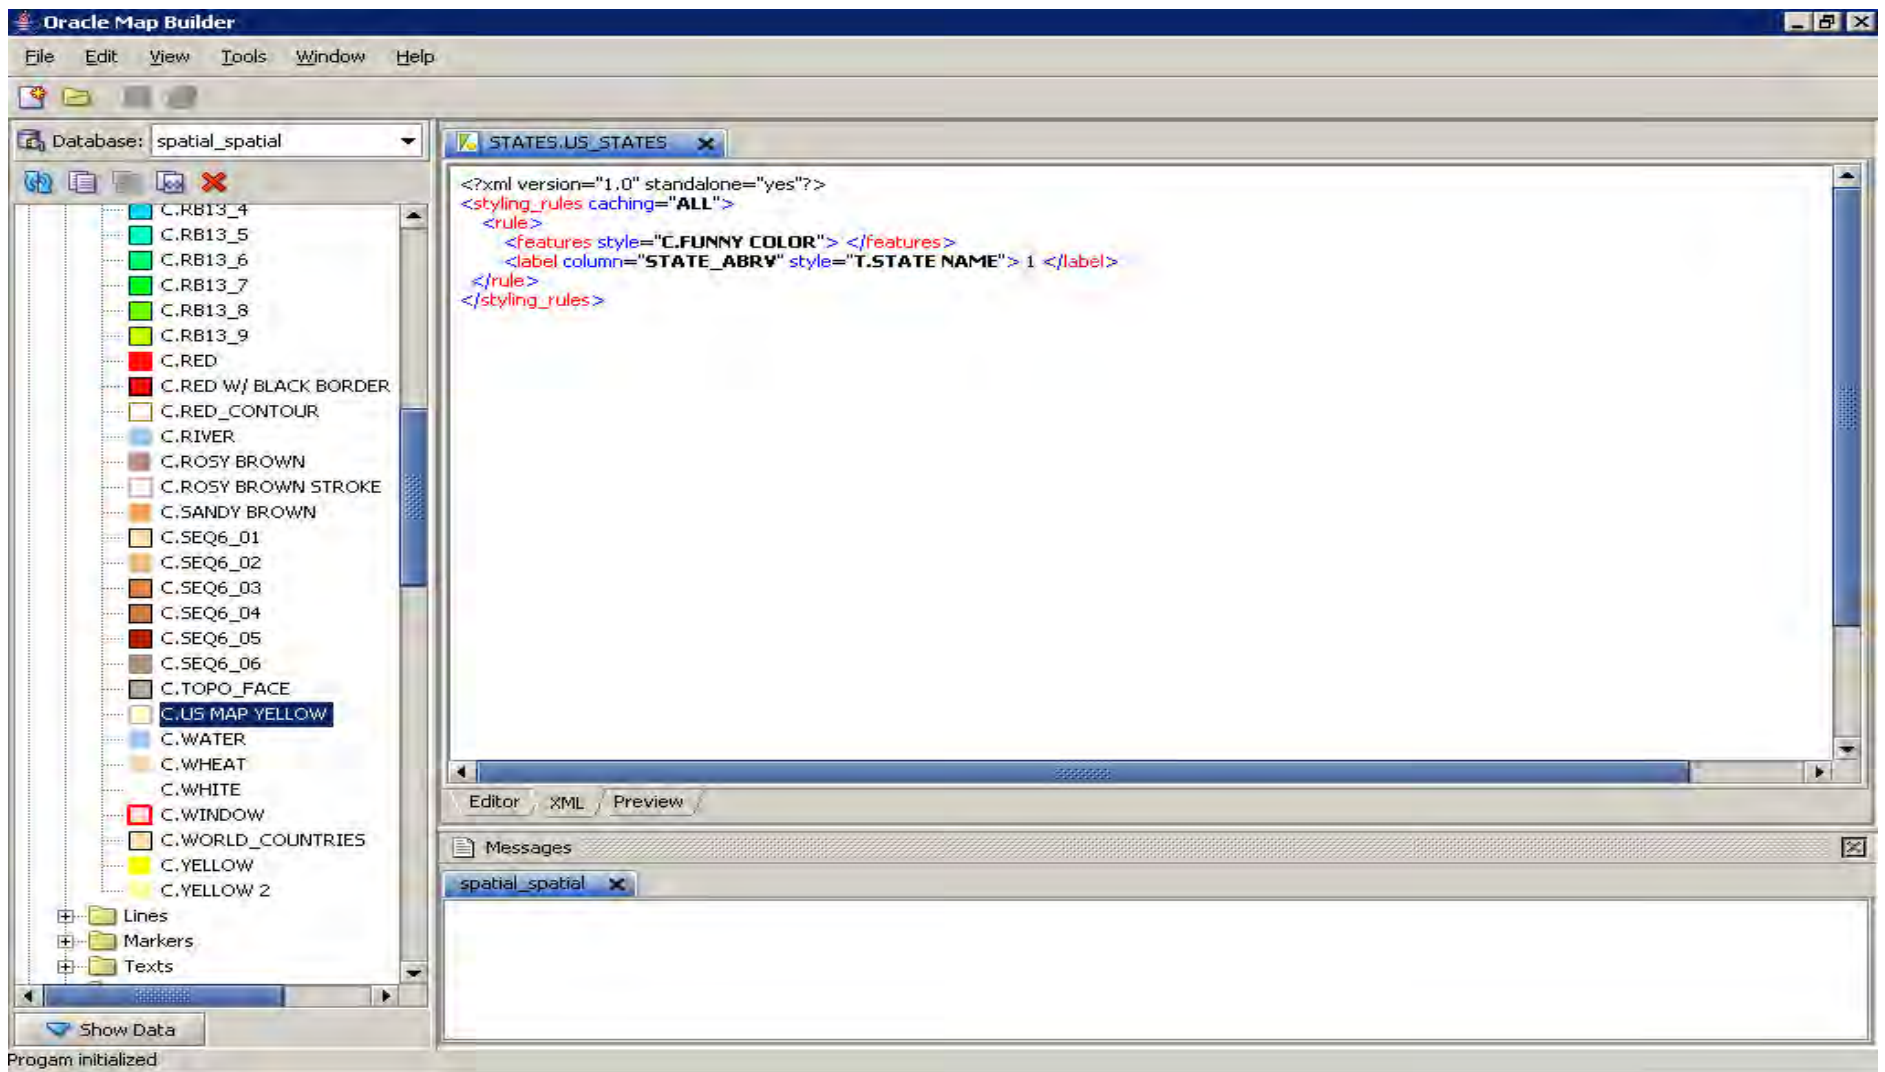 Oracle Map Builder
File Edit View Tools Window Help
Database: spatial_spatial
C.RB13_4
C.RB13_5
C.RB13_6
C.RB13_7
C.RB13_8
C.RB13_9
C.RED
C.RED W/ BLACK BORDER
C.RED_CONTOUR
C.RIVER
C.ROSY BROWN
C.ROSY BROWN STROKE
C.SANDY BROWN
C.SEQ6_01
C.SEQ6_02
C.SEQ6_03
C.SEQ6_04
C.SEQ6_05
C.SEQ6_06
C.TOPO_FACE
C.US MAP YELLOW
C.WATER
C.WHEAT
C.WHITE
C.WINDOW
C.WORLD_COUNTRIES
C.YELLOW
C.YELLOW 2
Lines
Markers
Texts
Show Data
Progam initialized
STATES.US_STATES
<?xml version="1.0" standalone="yes"?>
<styling_rules caching="ALL">
<rule>
<features style="C.FUNNY COLOR"> </features>
<label column="STATE_ABRV" style="T.STATE NAME"> 1 </label>
</rule>
</styling_rules>
Editor XML Preview
Messages
spatial_spatial